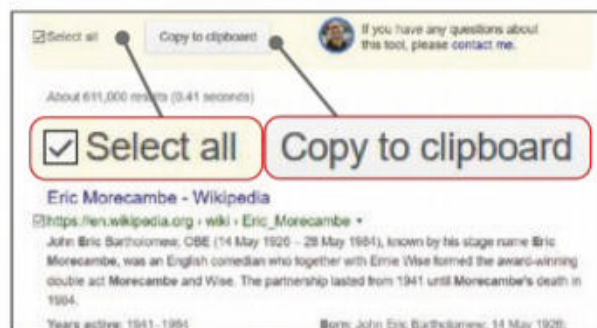 Select all Copy to clipboard If you have any questions about
this tool, please contact me.
About 611,000 results (0.41 seconds)
Select all Copy to clipboard
Eric Morecambe - Wikipedia
https://en.wikipedia.org › wiki › Eric_Morecambe
John Eric Bartholomew, OBE (14 May 1926 – 28 May 1984), known by his stage name Eric
Morecambe, was an English comedian who together with Ernie Wise formed the award-winning
double act Morecambe and Wise. The partnership lasted from 1941 until Morecambe's death in
1984.
Years active: 1941–1984 Born: John Eric Bartholomew; 14 May 1926;